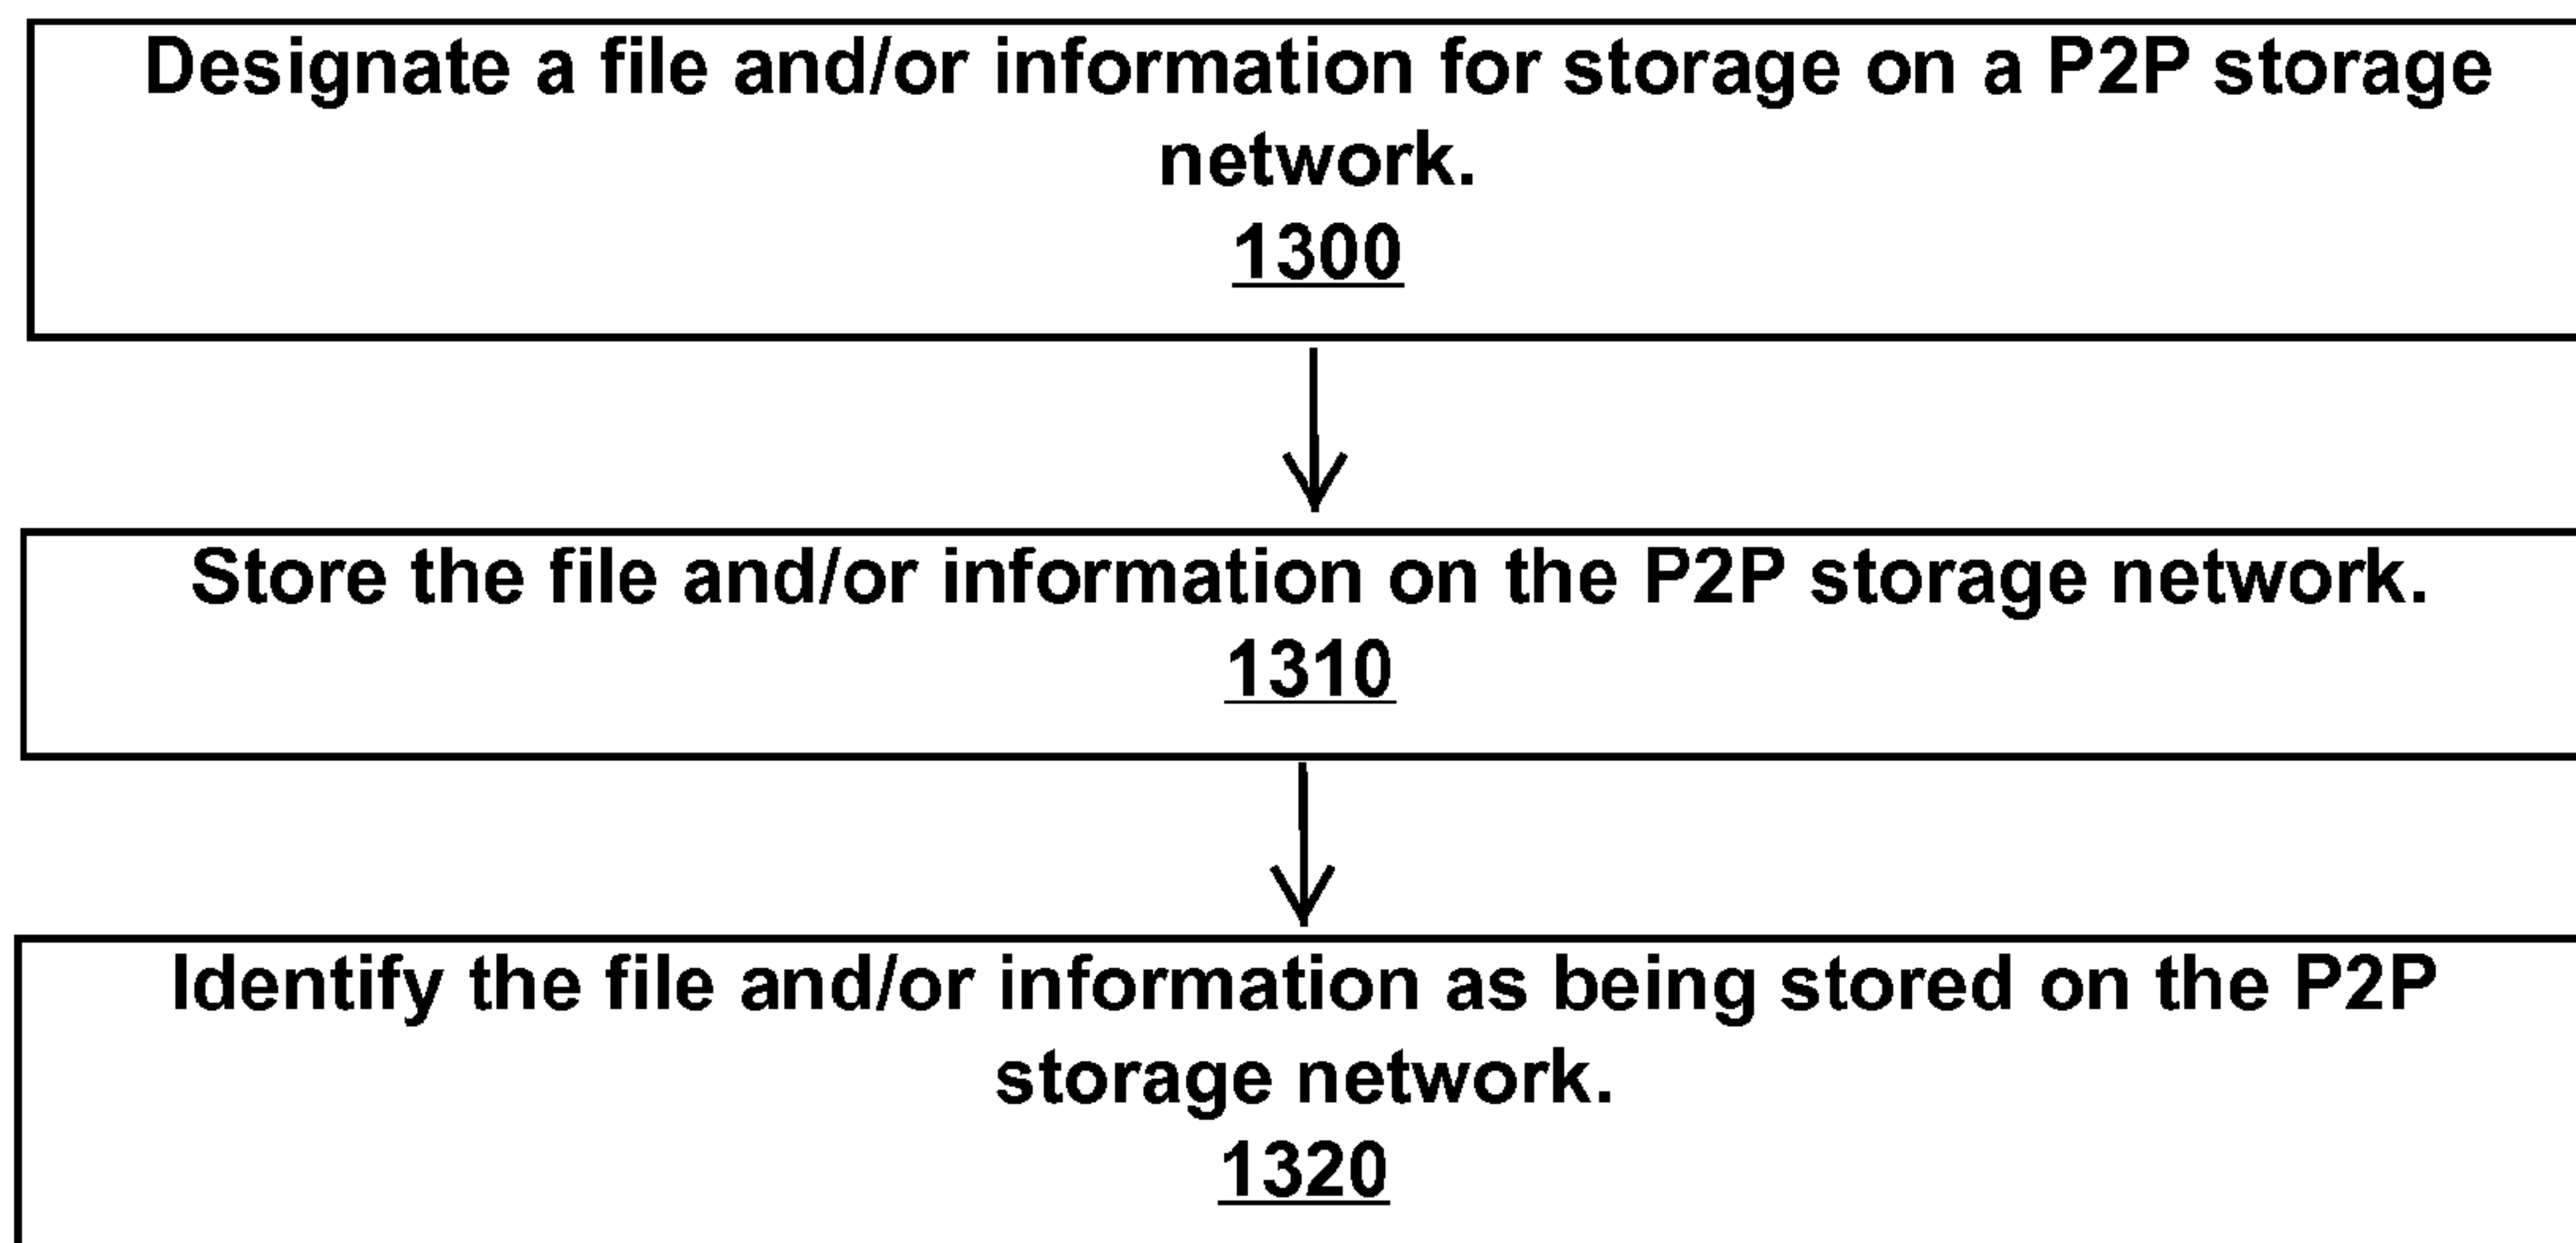 Designate a file and/or information for storage on a P2P storage
network.
1300
Store the file and/or information on the P2P storage network.
1310
Identify the file and/or information as being stored on the P2P
storage network.
1320